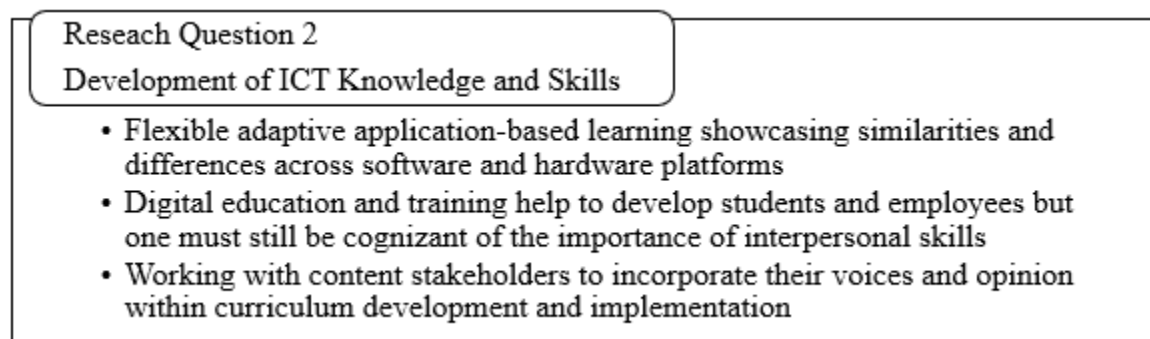 Reseach Question 2
Development of ICT Knowledge and Skills
• Flexible adaptive application-based learning showcasing similarities and
differences across software and hardware platforms
• Digital education and training help to develop students and employees but
one must still be cognizant of the importance of interpersonal skills
• Working with content stakeholders to incorporate their voices and opinion
within curriculum development and implementation